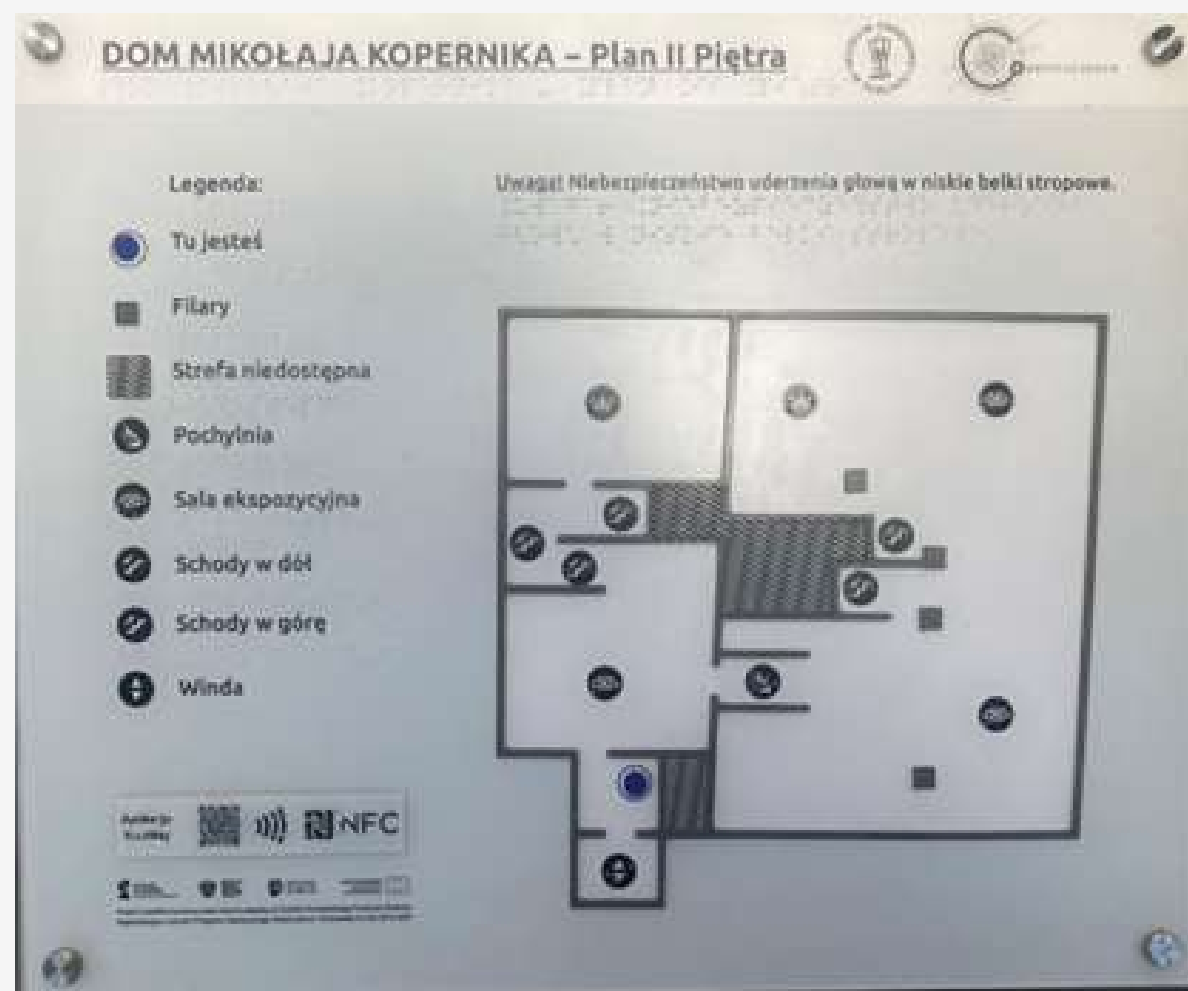 DOM MIKOŁAJA KOPERNIKA – Plan II Piętra
Legenda:
Tu jesteś
Filary
Strefa niedostępna
Pochylnia
Sala ekspozycyjna
Schody w dół
Schody w górę
Winda
Uwaga! Niebezpieczeństwo uderzenia głową w niskie belki stropowe.
NFC